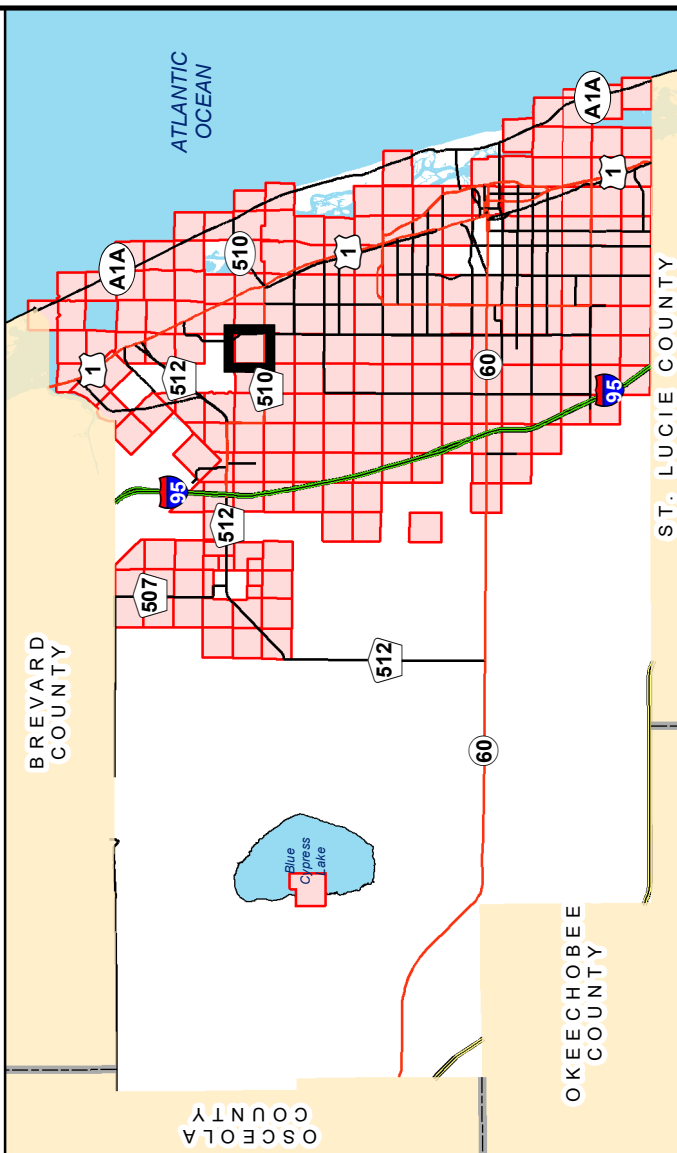 ATLANTIC
OCEAN
A1A
A1A
510
1
1
1
512
510
60
95
95
512
507
512
60
ST. LUCIE COUNTY
BREVARD
COUNTY
Blue
Cypress
Lake
OKEECHOBEE
COUNTY
OSCEOLA
COUNTY